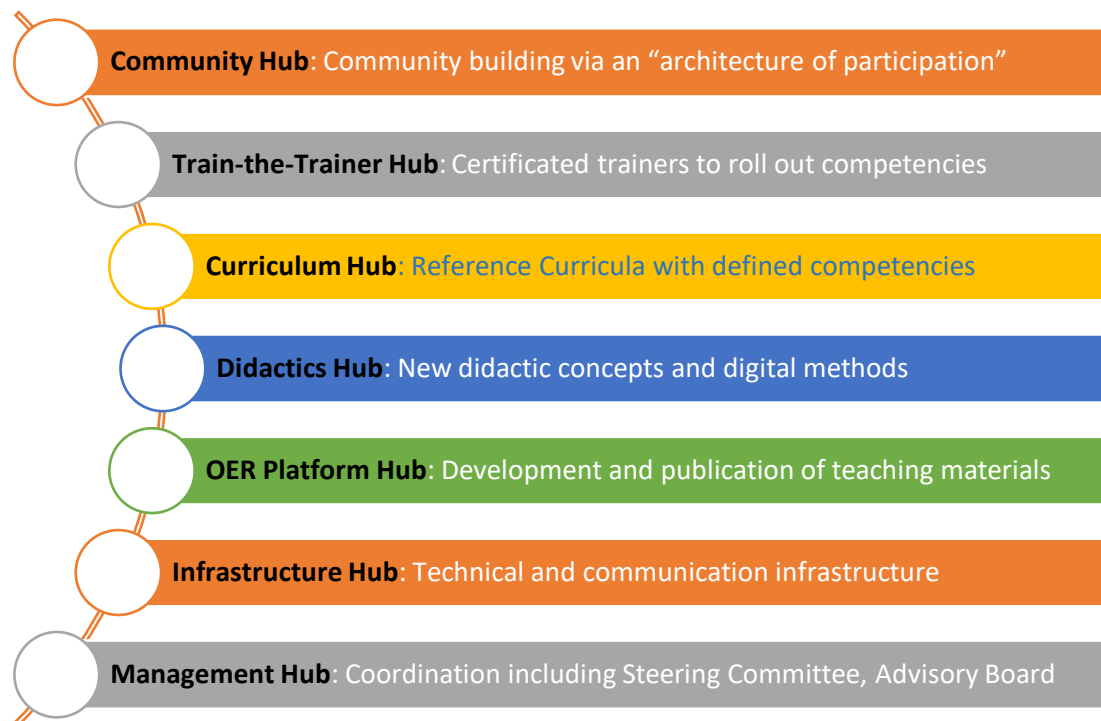 Community Hub: Community building via an “architecture of participation”
Train-the-Trainer Hub: Certificated trainers to roll out competencies
Curriculum Hub: Reference Curricula with defined competencies
Didactics Hub: New didactic concepts and digital methods
OER Platform Hub: Development and publication of teaching materials
Infrastructure Hub: Technical and communication infrastructure
Management Hub: Coordination including Steering Committee, Advisory Board